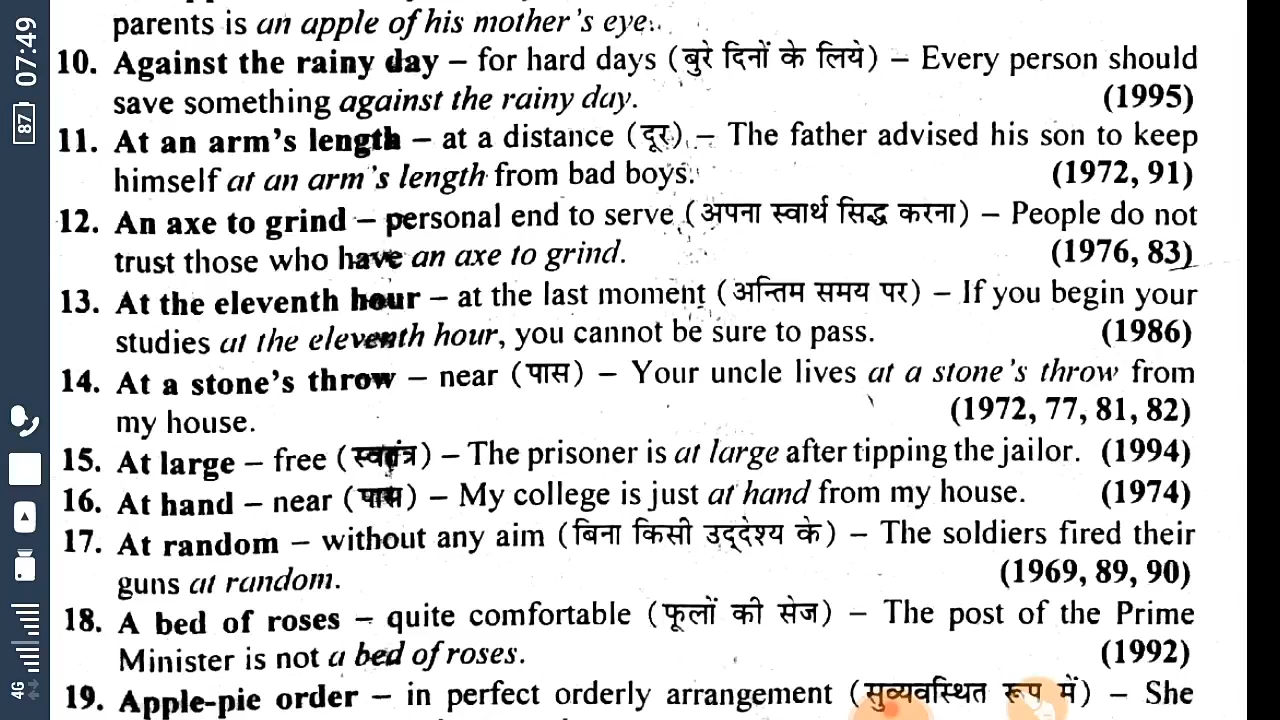 parents is an apple of his mother's eye.
10. Against the rainy day – for hard days (बुरे दिनों के लिये) – Every person should
save something against the rainy day. (1995)
11. At an arm's length – at a distance (दूर) – The father advised his son to keep
himself at an arm's length from bad boys. (1972, 91)
12. An axe to grind – personal end to serve (अपना स्वार्थ सिद्ध करना) – People do not
trust those who have an axe to grind. (1976, 83)
13. At the eleventh hour – at the last moment (अन्तिम समय पर) – If you begin your
studies at the eleventh hour, you cannot be sure to pass. (1986)
14. At a stone's throw – near (पास) – Your uncle lives at a stone's throw from
my house. (1972, 77, 81, 82)
15. At large – free (स्वतंत्र) – The prisoner is at large after tipping the jailor. (1994)
16. At hand – near (पास) – My college is just at hand from my house. (1974)
17. At random – without any aim (बिना किसी उद्देश्य के) – The soldiers fired their
guns at random. (1969, 89, 90)
18. A bed of roses – quite comfortable (फूलों की सेज) – The post of the Prime
Minister is not a bed of roses. (1992)
19. Apple-pie order – in perfect orderly arrangement (सुव्यवस्थित रूप में) – She
87 07:49
4G